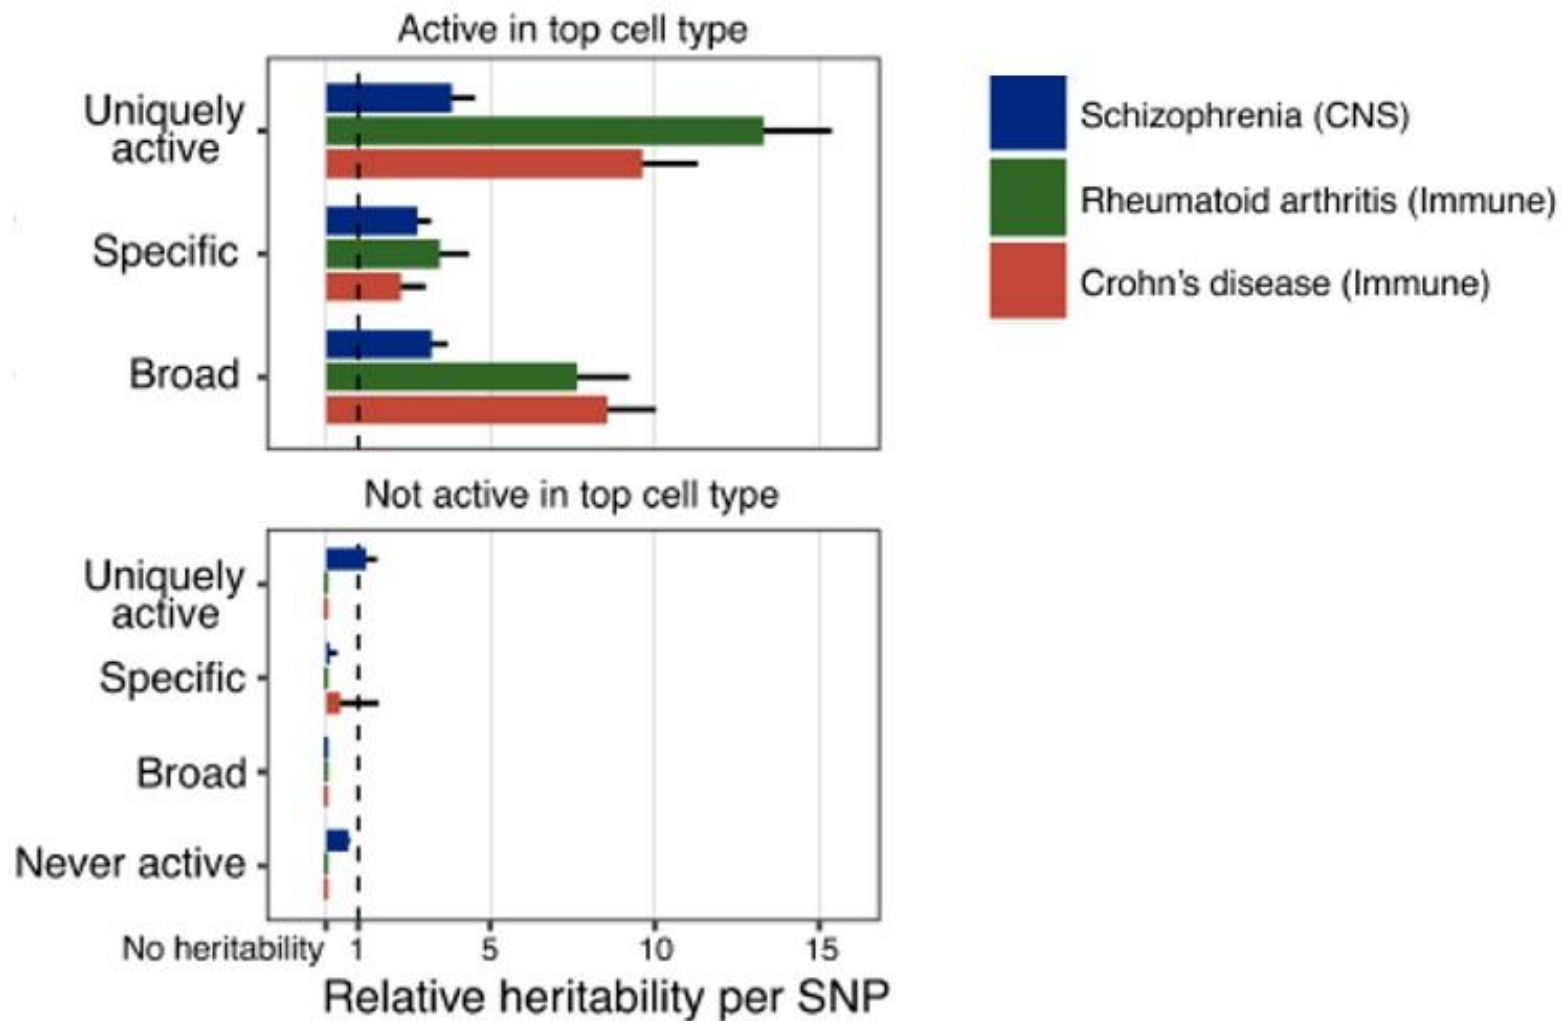 Active in top cell type
Uniquely
active
Specific
Broad
Schizophrenia (CNS)
Rheumatoid arthritis (Immune)
Crohn's disease (Immune)
Not active in top cell type
Uniquely
active
Specific
Broad
Never active
No heritability 1 5 10 15
Relative heritability per SNP